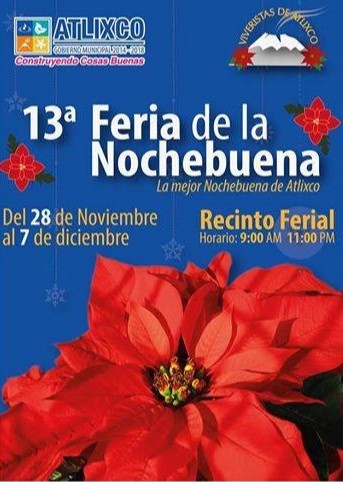 ATLIXCO
GOBIERNO MUNICIPAL 2014 - 2018
Construyendo Cosas Buenas
VIVERISTAS DE ATLIXCO
13ª Feria de la
Nochebuena
La mejor Nochebuena de Atlixco
Del 28 de Noviembre
al 7 de diciembre
Recinto Ferial
Horario: 9:00 AM 11:00 PM